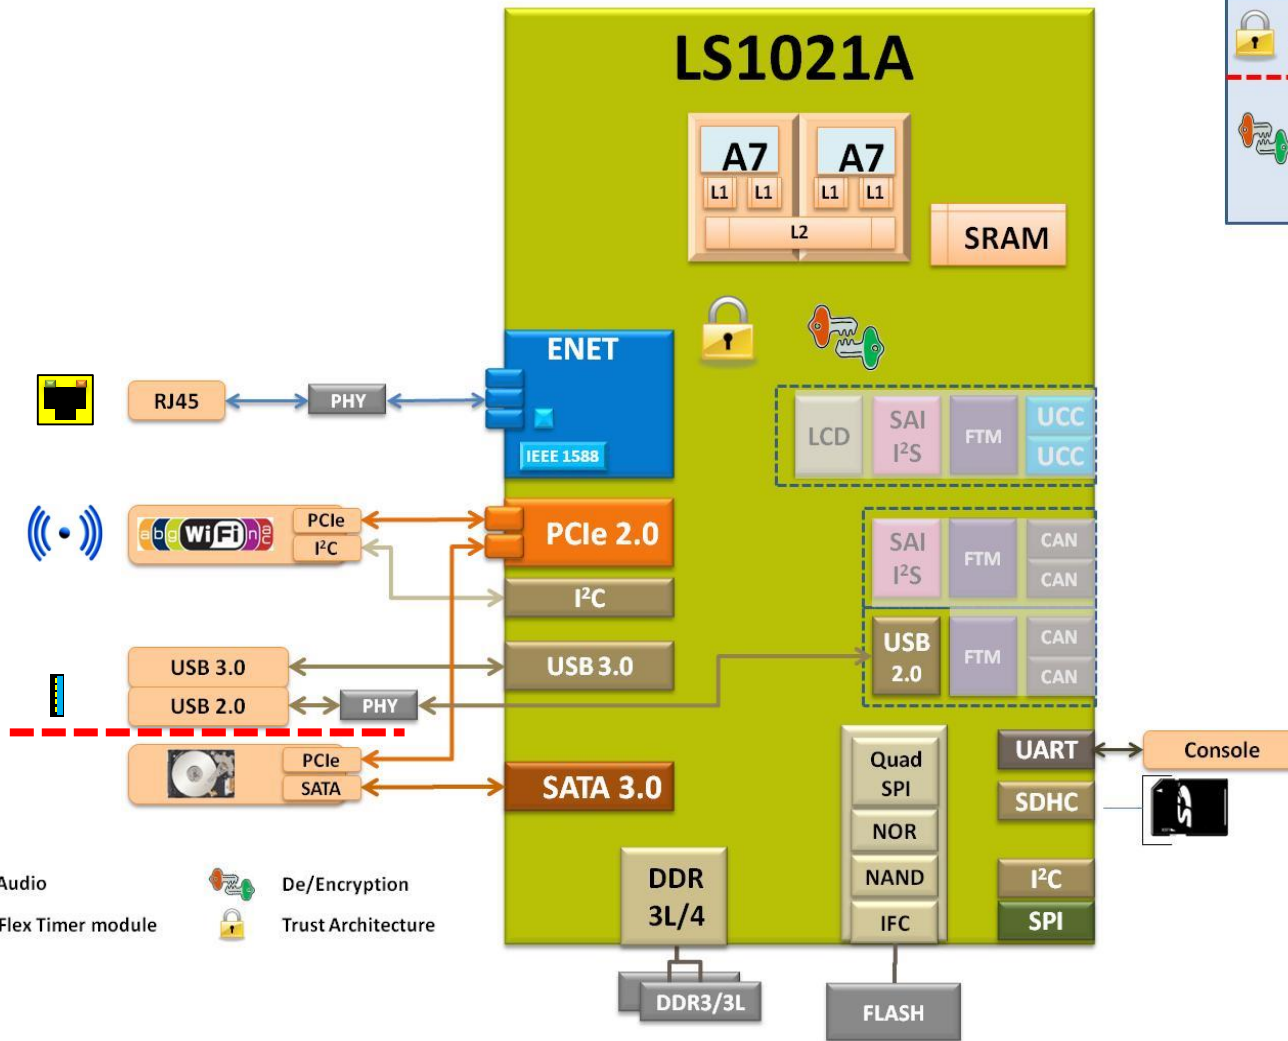 LS1021A
A7
A7
L1
L1
L1
L1
L2
SRAM
ENET
IEEE 1588
RJ45
PHY
LCD
SAI
I²S
FTM
UCC
UCC
abg WiFi n ac
PCIe
I²C
PCIe 2.0
I²C
SAI
I²S
FTM
CAN
CAN
USB 3.0
USB 3.0
USB
2.0
FTM
CAN
CAN
USB 2.0
PHY
PCIe
SATA
SATA 3.0
Quad
SPI
NOR
NAND
IFC
UART
Console
SDHC
SD
I²C
SPI
DDR
3L/4
DDR3/3L
FLASH
Audio
De/Encryption
Flex Timer module
Trust Architecture